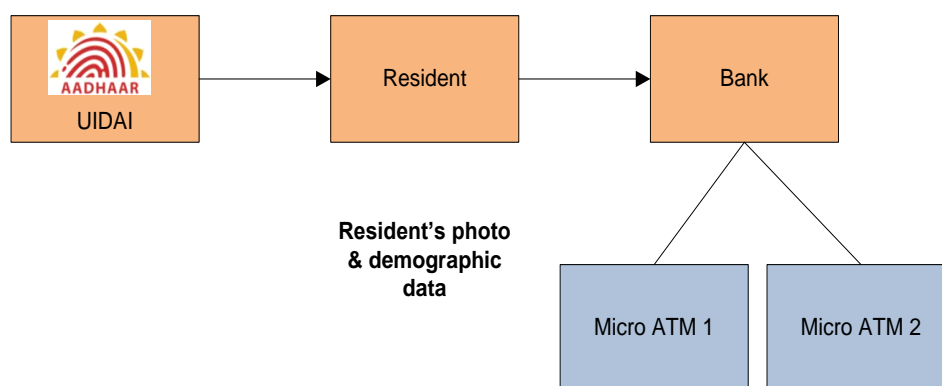 AADHAAR
UIDAI
Resident
Bank
Resident’s photo
& demographic
data
Micro ATM 1
Micro ATM 2